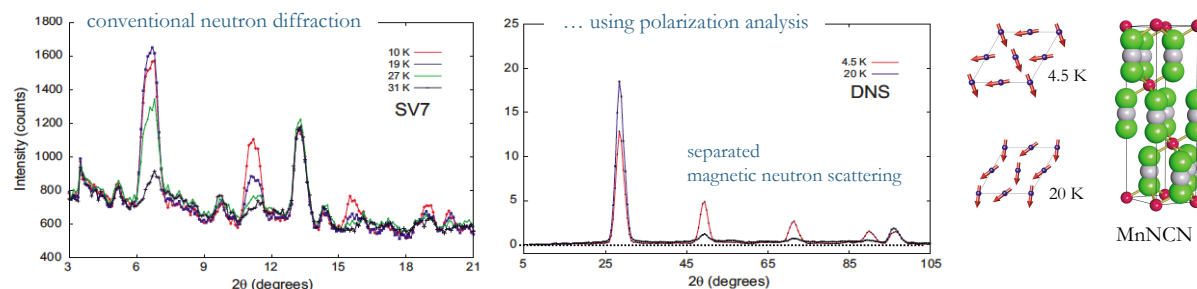 conventional neutron diffraction
1800
1600
1400
1200
1000
800
600
400
Intensity (counts)
10 K
19 K
27 K
31 K
SV7
3 6 9 12 15 18 21
2θ (degrees)
… using polarization analysis
25
20
15
10
5
0
4.5 K
20 K
DNS
separated
magnetic neutron scattering
5 25 45 65 85 105
2θ (degrees)
4.5 K
20 K
MnNCN